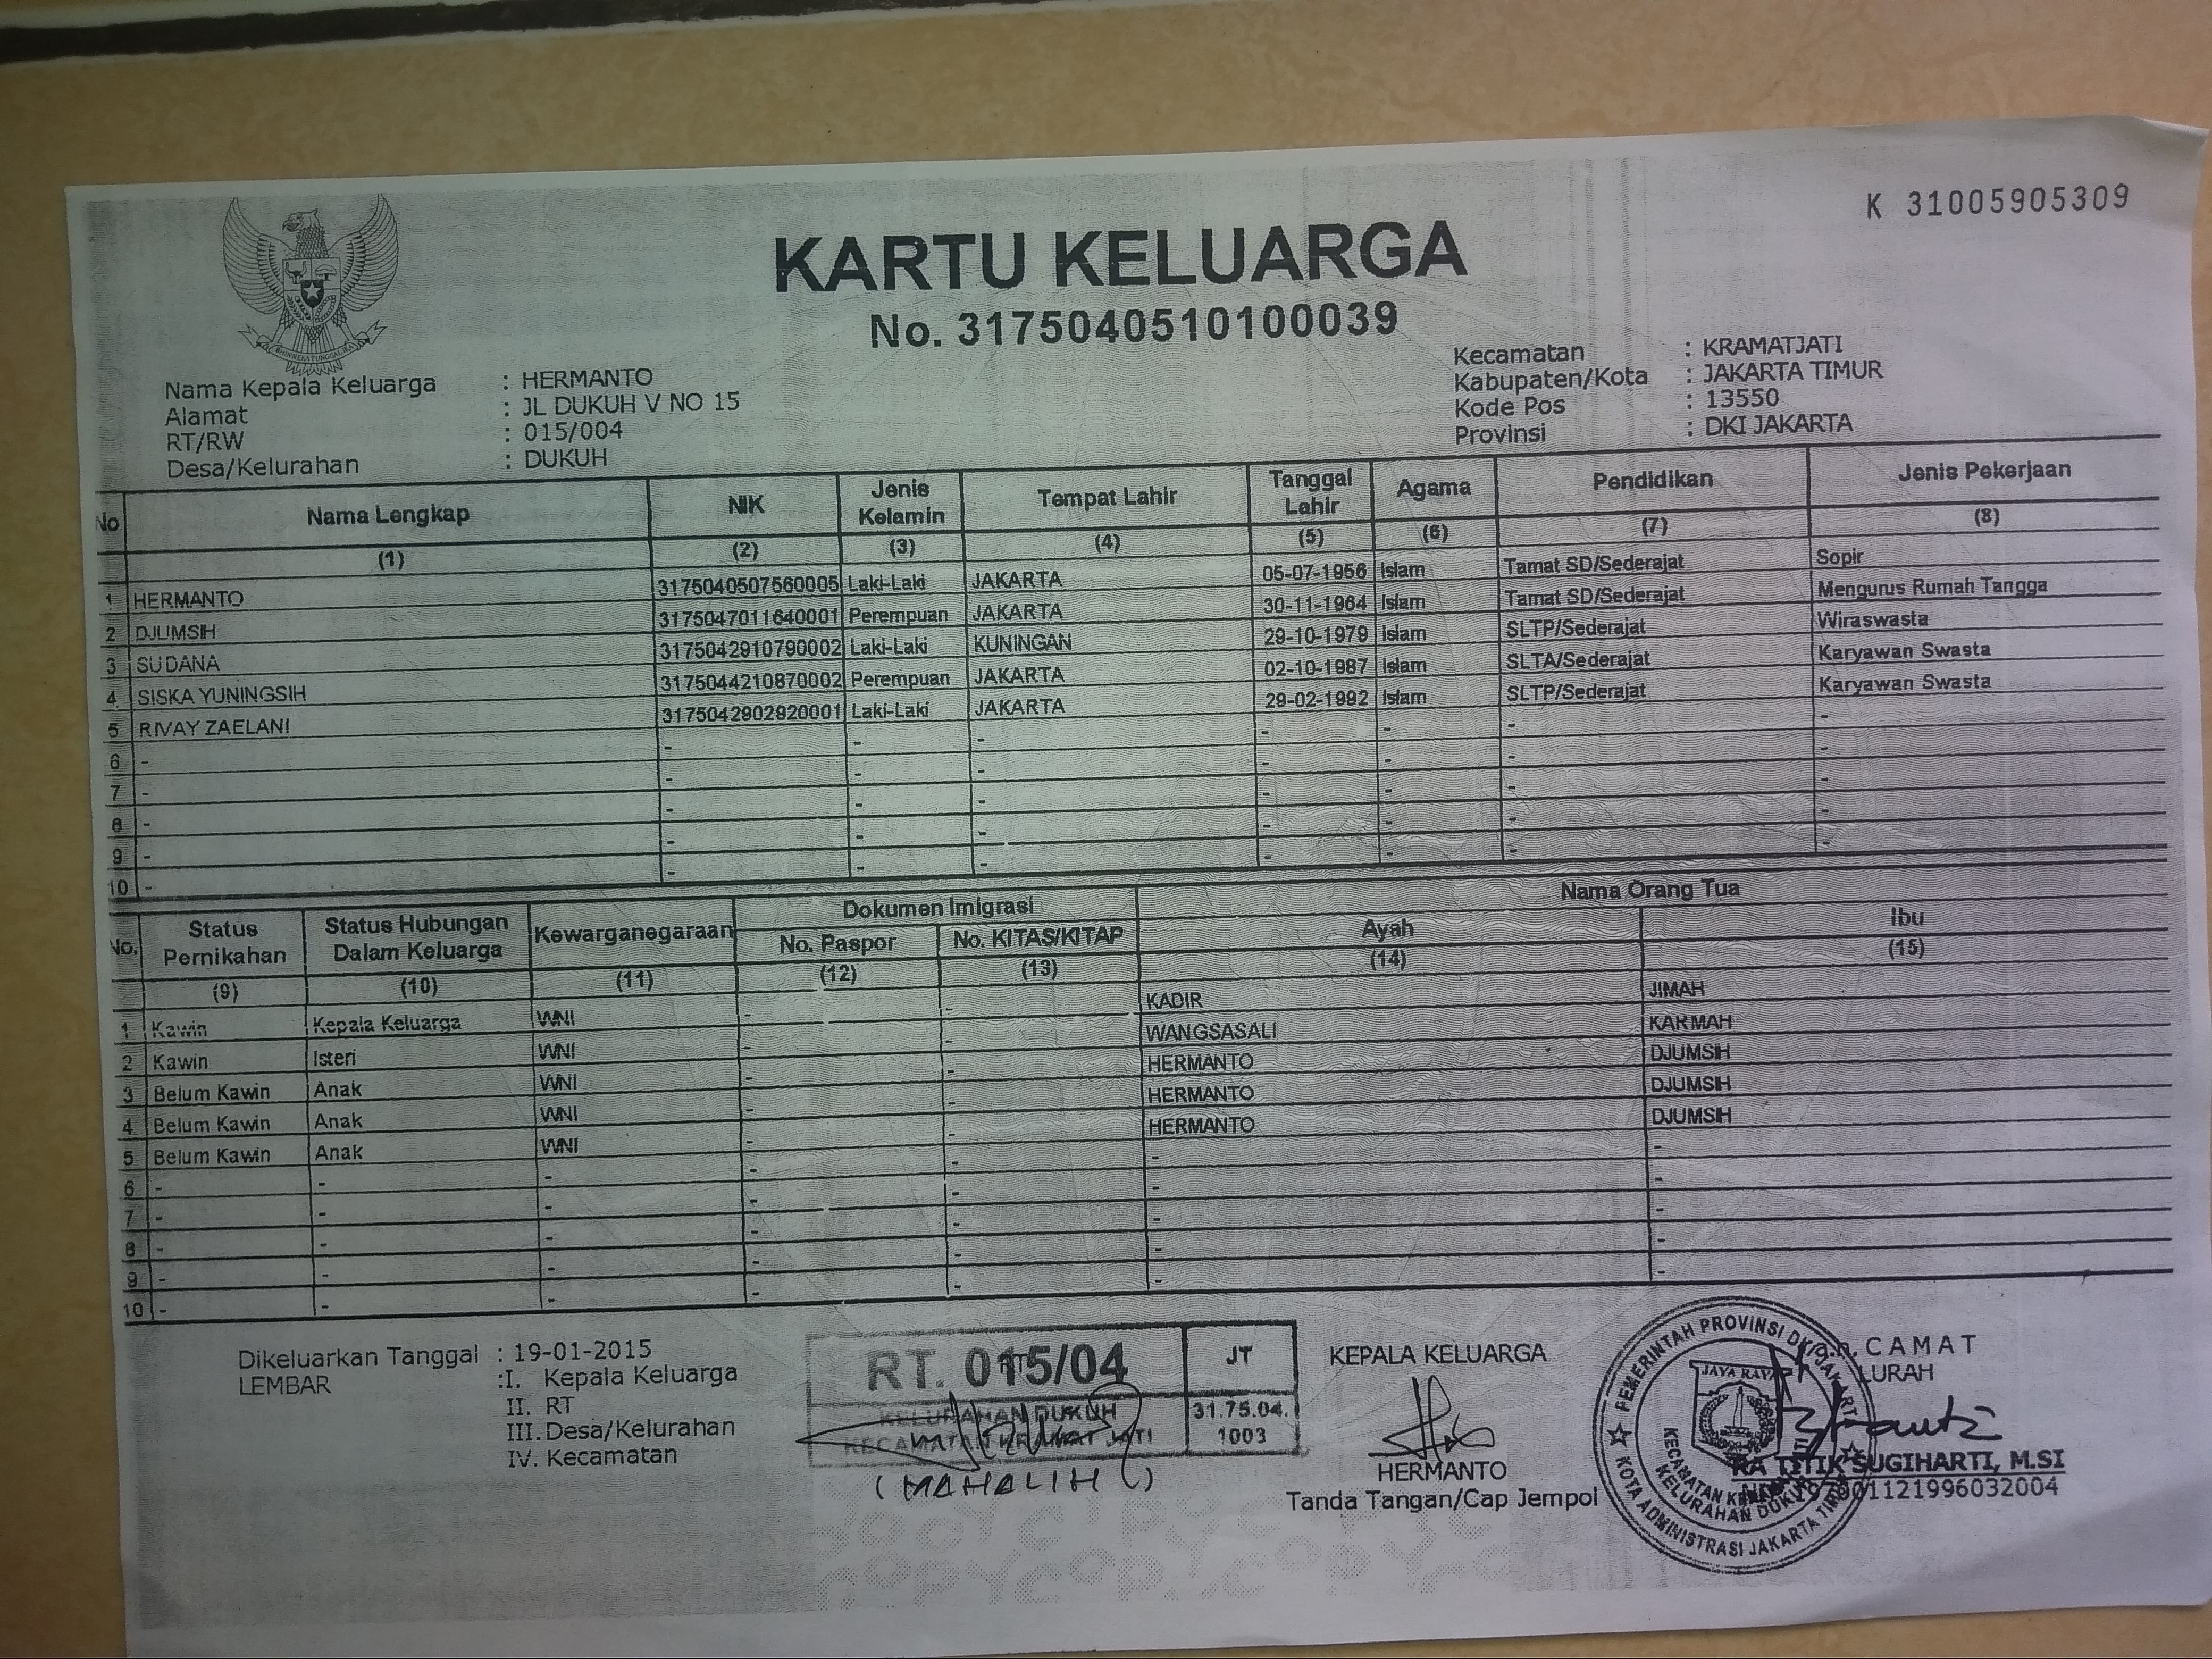 K 31005905309
KARTU KELUARGA
No. 3175040510100039
Nama Kepala Keluarga : HERMANTO
Alamat : JL DUKUH V NO 15
RT/RW : 015/004
Desa/Kelurahan : DUKUH
Kecamatan : KRAMATJATI
Kabupaten/Kota : JAKARTA TIMUR
Kode Pos : 13550
Provinsi : DKI JAKARTA
No Nama Lengkap NIK Jenis Kelamin Tempat Lahir Tanggal Lahir Agama Pendidikan Jenis Pekerjaan
(1) (2) (3) (4) (5) (6) (7) (8)
1 HERMANTO 3175040507560005 Laki-Laki JAKARTA 05-07-1956 Islam Tamat SD/Sederajat Sopir
2 DJUMSIH 3175047011640001 Perempuan JAKARTA 30-11-1964 Islam Tamat SD/Sederajat Mengurus Rumah Tangga
3 SUDANA 3175042910790002 Laki-Laki KUNINGAN 29-10-1979 Islam SLTP/Sederajat Wiraswasta
4 SISKA YUNINGSIH 3175044210870002 Perempuan JAKARTA 02-10-1987 Islam SLTA/Sederajat Karyawan Swasta
5 RIVAY ZAELANI 3175042902920001 Laki-Laki JAKARTA 29-02-1992 Islam SLTP/Sederajat Karyawan Swasta
6 - - - - - - - -
7 - - - - - - - -
8 - - - - - - - -
9 - - - - - - - -
10 - - - - - - - -
No. Status Pernikahan Status Hubungan Dalam Keluarga Kewarganegaraan Dokumen Imigrasi Nama Orang Tua
No. Paspor No. KITAS/KITAP Ayah Ibu
(9) (10) (11) (12) (13) (14) (15)
1 Kawin Kepala Keluarga WNI - - KADIR JIMAH
2 Kawin Isteri WNI - - WANGSASALI KARMAH
3 Belum Kawin Anak WNI - - HERMANTO DJUMSIH
4 Belum Kawin Anak WNI - - HERMANTO DJUMSIH
5 Belum Kawin Anak WNI - - HERMANTO DJUMSIH
6 - - - - - - -
7 - - - - - - -
8 - - - - - - -
9 - - - - - - -
10 - - - - - - -
Dikeluarkan Tanggal : 19-01-2015
LEMBAR :I. Kepala Keluarga
II. RT
III. Desa/Kelurahan
IV. Kecamatan
RT. 015/04 JT
KELURAHAN DUKUH 31.75.04.
KECAMATAN KRAMAT JATI 1003
(MAHALIH)
KEPALA KELUARGA
HERMANTO
Tanda Tangan/Cap Jempol
PEMERINTAH PROVINSI DKI JAKARTA
JAYA RAYA
KELURAHAN DUKUH
KOTA ADMINISTRASI JAKARTA TIMUR
a.n. CAMAT
LURAH
RA TITIK SUGIHARTI, M.SI